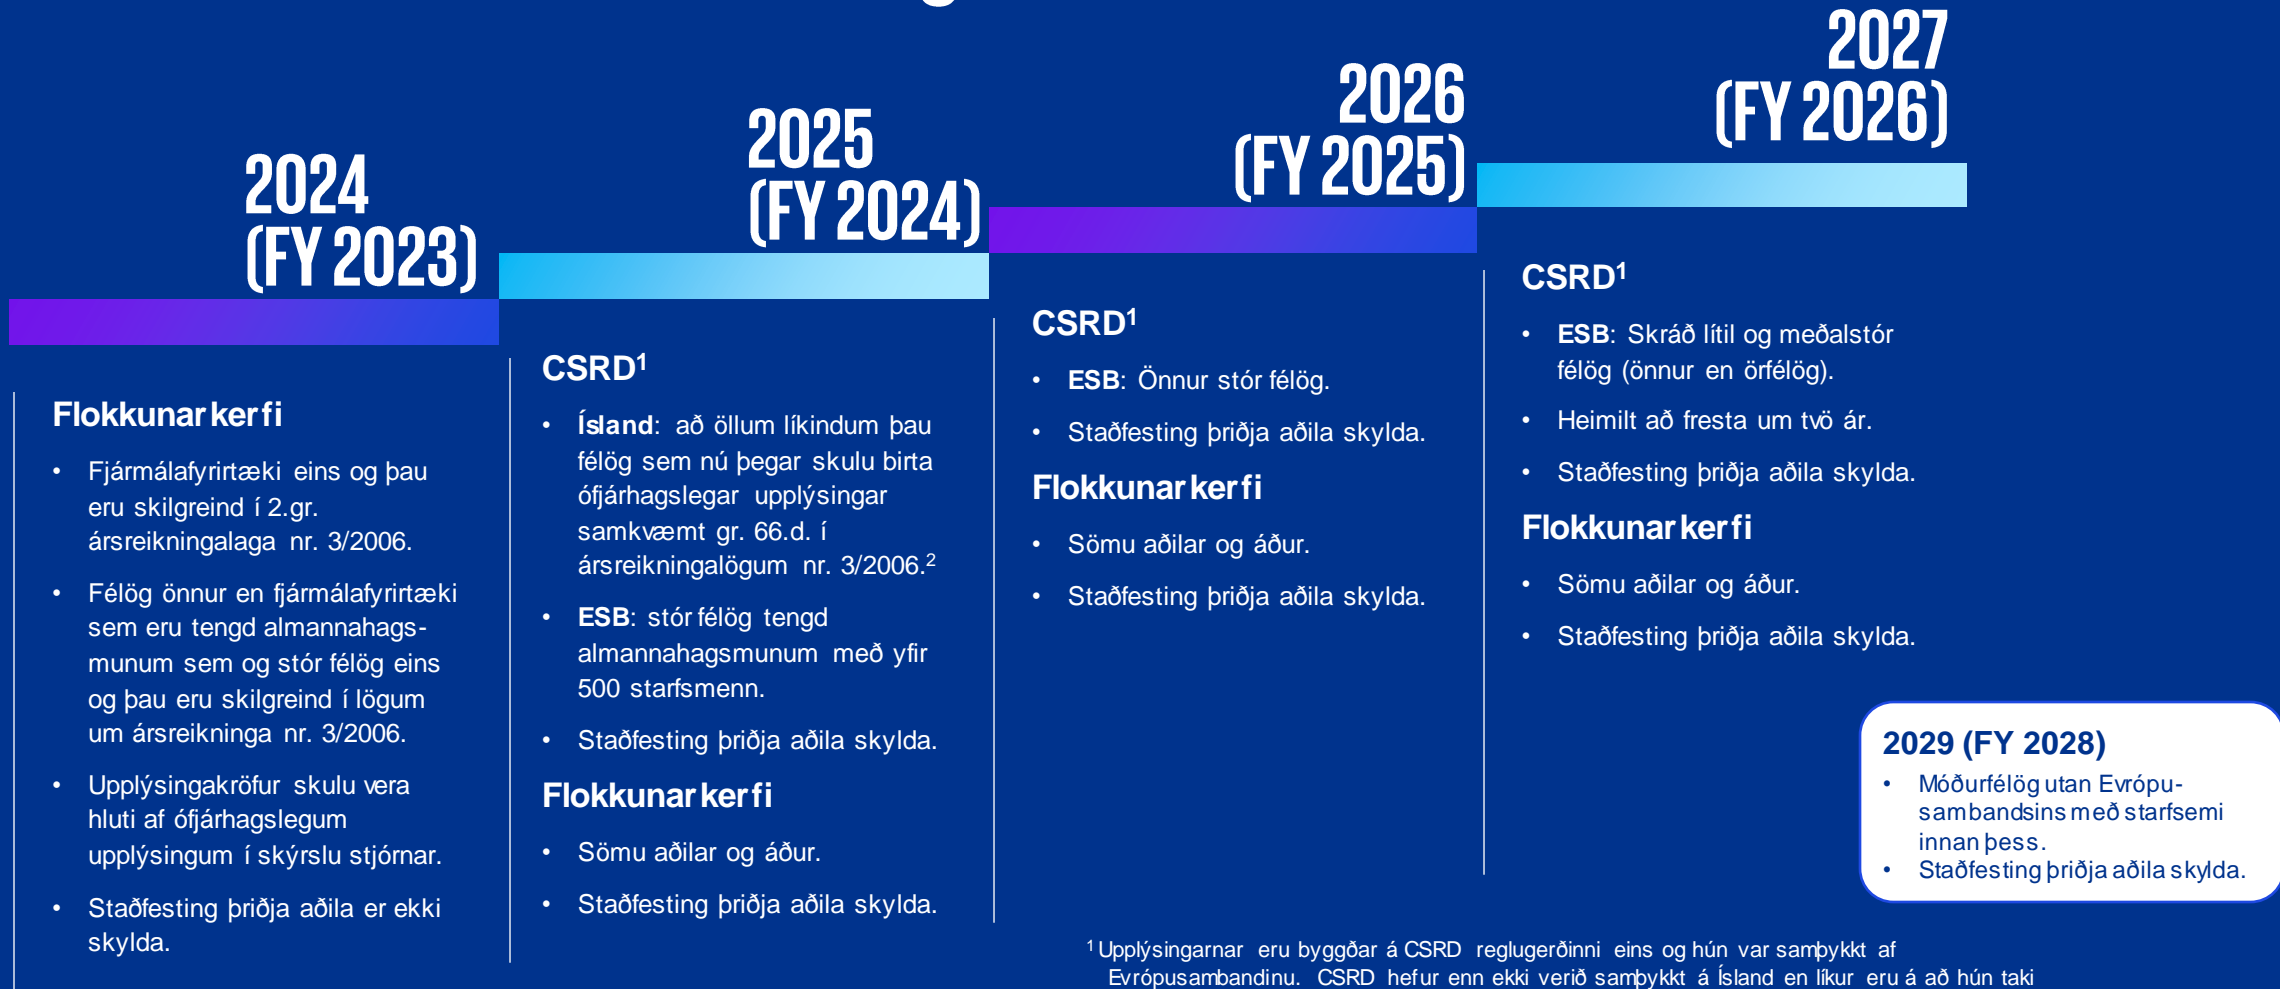 2024
(FY 2023)
Flokkunarkerfi
• Fjármálafyrirtæki eins og þau
eru skilgreind í 2.gr.
ársreikningalaga nr. 3/2006.
• Félög önnur en fjármálafyrirtæki
sem eru tengd almannahags-
munum sem og stór félög eins
og þau eru skilgreind í lögum
um ársreikninga nr. 3/2006.
• Upplýsingakröfur skulu vera
hluti af ófjárhagslegum
upplýsingum í skýrslu stjórnar.
• Staðfesting þriðja aðila er ekki
skylda.
2025
(FY 2024)
CSRD¹
• Ísland: að öllum líkindum þau
félög sem nú þegar skulu birta
ófjárhagslegar upplýsingar
samkvæmt gr. 66.d. í
ársreikningalögum nr. 3/2006.²
• ESB: stór félög tengd
almannahagsmunum með yfir
500 starfsmenn.
• Staðfesting þriðja aðila skylda.
Flokkunarkerfi
• Sömu aðilar og áður.
• Staðfesting þriðja aðila skylda.
2026
(FY 2025)
CSRD¹
• ESB: Önnur stór félög.
• Staðfesting þriðja aðila skylda.
Flokkunarkerfi
• Sömu aðilar og áður.
• Staðfesting þriðja aðila skylda.
2027
(FY 2026)
CSRD¹
• ESB: Skráð lítil og meðalstór
félög (önnur en örfélög).
• Heimilt að fresta um tvö ár.
• Staðfesting þriðja aðila skylda.
Flokkunarkerfi
• Sömu aðilar og áður.
• Staðfesting þriðja aðila skylda.
2029 (FY 2028)
• Móðurfélög utan Evrópu-
sambandsins með starfsemi
innan þess.
• Staðfesting þriðja aðila skylda.
¹ Upplýsingarnar eru byggðar á CSRD reglugerðinni eins og hún var samþykkt af
Evrópusambandinu. CSRD hefur enn ekki verið samþykkt á Ísland en líkur eru á að hún taki